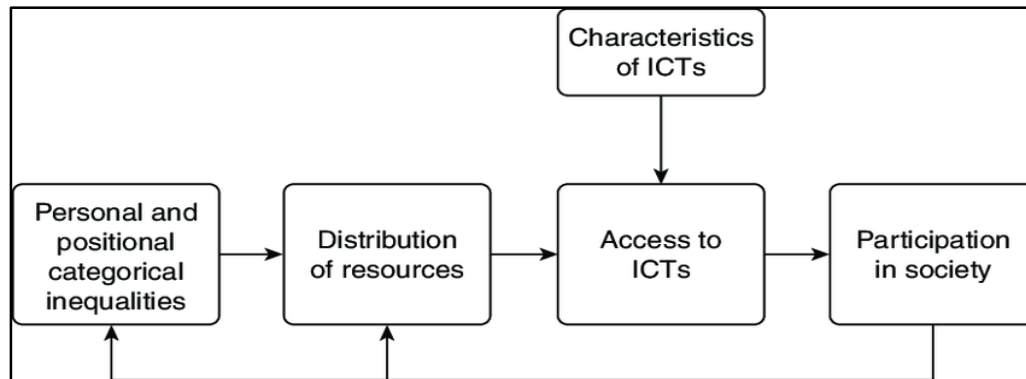 Characteristics
of ICTs
Personal and
positional
categorical
inequalities
Distribution
of resources
Access to
ICTs
Participation
in society